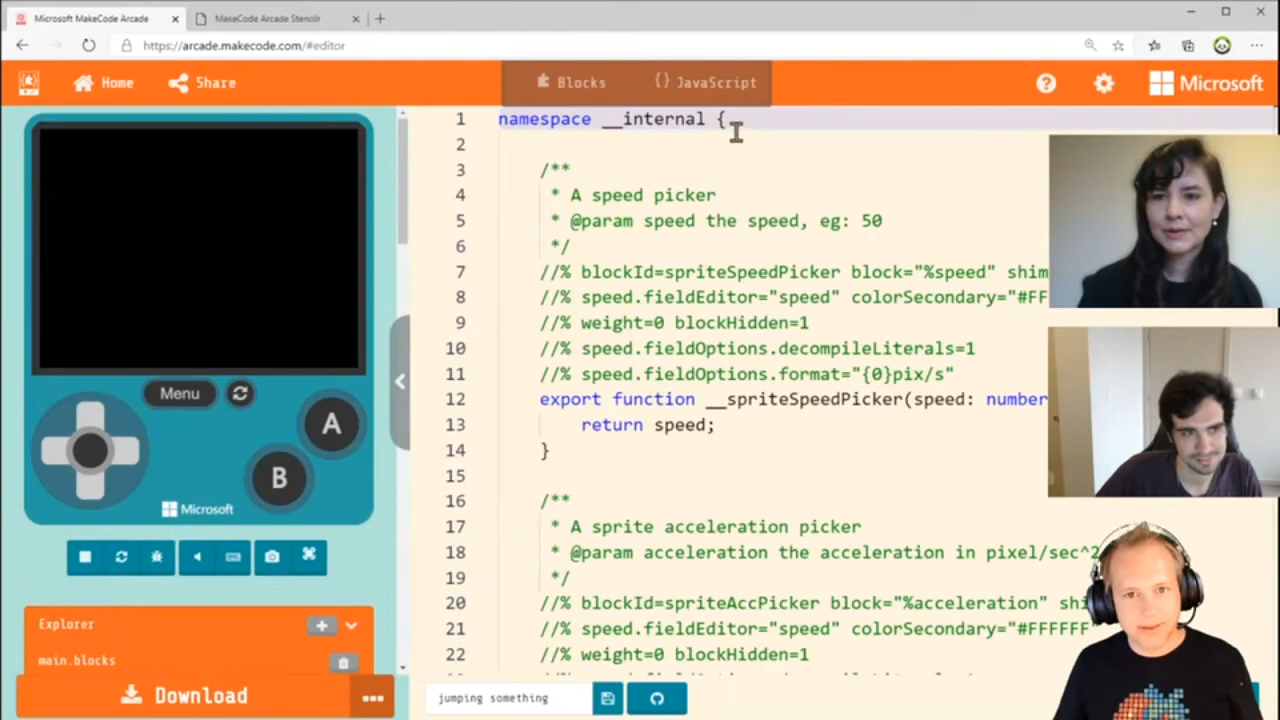 Microsoft MakeCode Arcade
MakeCode Arcade Stencilr
https://arcade.makecode.com/#editor
Home
Share
Blocks
{} JavaScript
Microsoft
Menu
A
B
Microsoft
Explorer
main.blocks
Download
1 namespace __internal {
2
3 /**
4 * A speed picker
5 * @param speed the speed, eg: 50
6 */
7 //% blockId=spriteSpeedPicker block="%speed" shim
8 //% speed.fieldEditor="speed" colorSecondary="#FF
9 //% weight=0 blockHidden=1
10 //% speed.fieldOptions.decompileLiterals=1
11 //% speed.fieldOptions.format="{0}pix/s"
12 export function __spriteSpeedPicker(speed: number
13 return speed;
14 }
15
16 /**
17 * A sprite acceleration picker
18 * @param acceleration the acceleration in pixel/sec^2
19 */
20 //% blockId=spriteAccPicker block="%acceleration" shi
21 //% speed.fieldEditor="speed" colorSecondary="#FFFFFF"
22 //% weight=0 blockHidden=1
jumping something